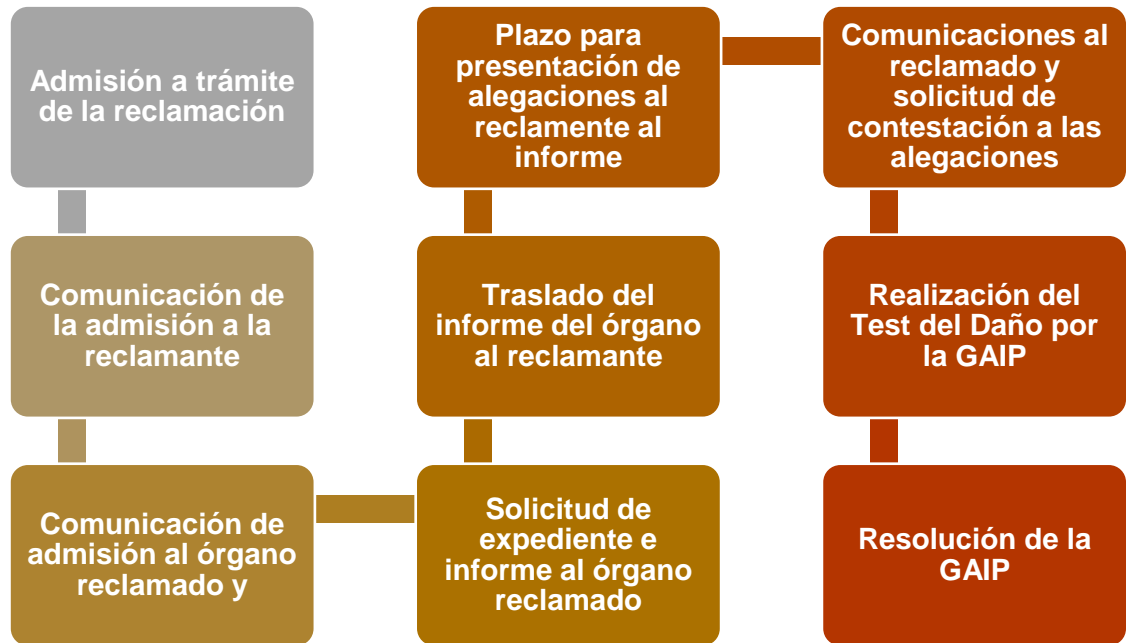 Admisión a trámite
de la reclamación
Comunicación de
la admisión a la
reclamante
Comunicación de
admisión al órgano
reclamado y
Solicitud de
expediente e
informe al órgano
reclamado
Traslado del
informe del órgano
al reclamante
Plazo para
presentación de
alegaciones al
reclamente al
informe
Comunicaciones al
reclamado y
solicitud de
contestación a las
alegaciones
Realización del
Test del Daño por
la GAIP
Resolución de la
GAIP